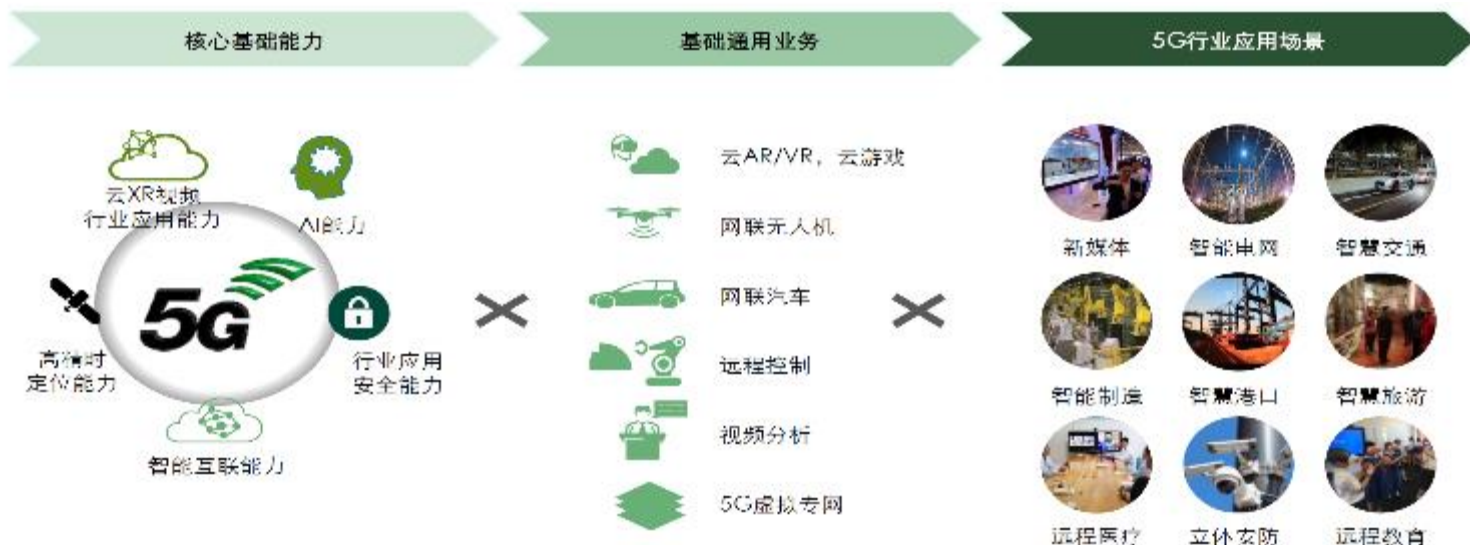 核心基础能力
基础通用业务
5G行业应用场景
云XR视频
行业应用能力
AI能力
5G
高精时
定位能力
行业应用
安全能力
智能互联能力
云AR/VR，云游戏
网联无人机
网联汽车
远程控制
视频分析
5G虚拟专网
新媒体
智能电网
智慧交通
智能制造
智慧港口
智慧旅游
远程医疗
立体安防
远程教育